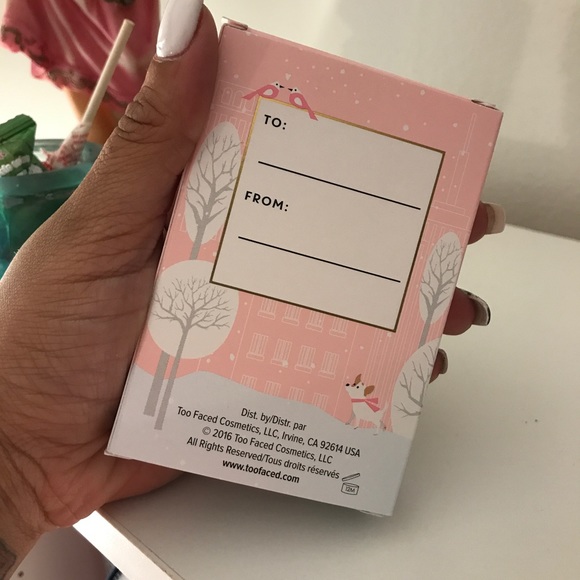 TO:
FROM:
Dist. by/Distr. par
Too Faced Cosmetics, LLC, Irvine, CA 92614 USA
© 2016 Too Faced Cosmetics, LLC
All Rights Reserved/Tous droits réservés
www.toofaced.com
12M